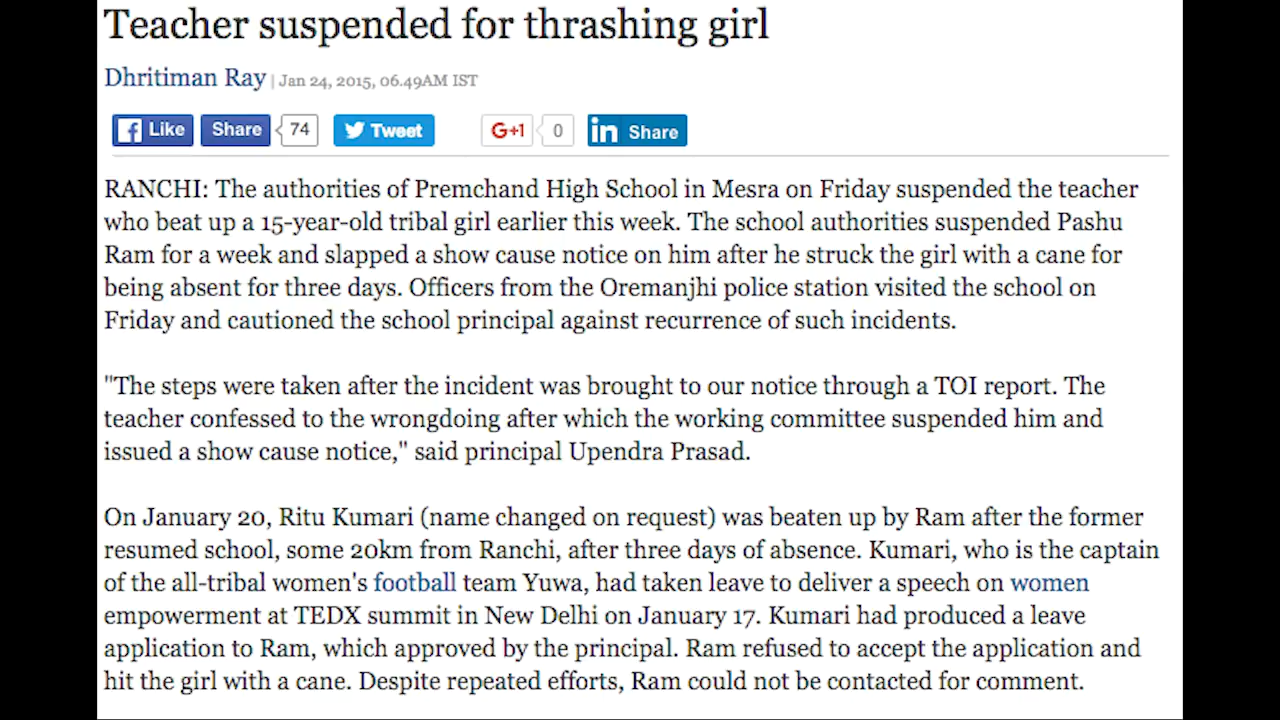 Teacher suspended for thrashing girl
Dhritiman Ray | Jan 24, 2015, 06.49AM IST
Like Share 74 Tweet G+1 0 in Share
RANCHI: The authorities of Premchand High School in Mesra on Friday suspended the teacher
who beat up a 15-year-old tribal girl earlier this week. The school authorities suspended Pashu
Ram for a week and slapped a show cause notice on him after he struck the girl with a cane for
being absent for three days. Officers from the Oremanjhi police station visited the school on
Friday and cautioned the school principal against recurrence of such incidents.
"The steps were taken after the incident was brought to our notice through a TOI report. The
teacher confessed to the wrongdoing after which the working committee suspended him and
issued a show cause notice," said principal Upendra Prasad.
On January 20, Ritu Kumari (name changed on request) was beaten up by Ram after the former
resumed school, some 20km from Ranchi, after three days of absence. Kumari, who is the captain
of the all-tribal women's football team Yuwa, had taken leave to deliver a speech on women
empowerment at TEDX summit in New Delhi on January 17. Kumari had produced a leave
application to Ram, which approved by the principal. Ram refused to accept the application and
hit the girl with a cane. Despite repeated efforts, Ram could not be contacted for comment.